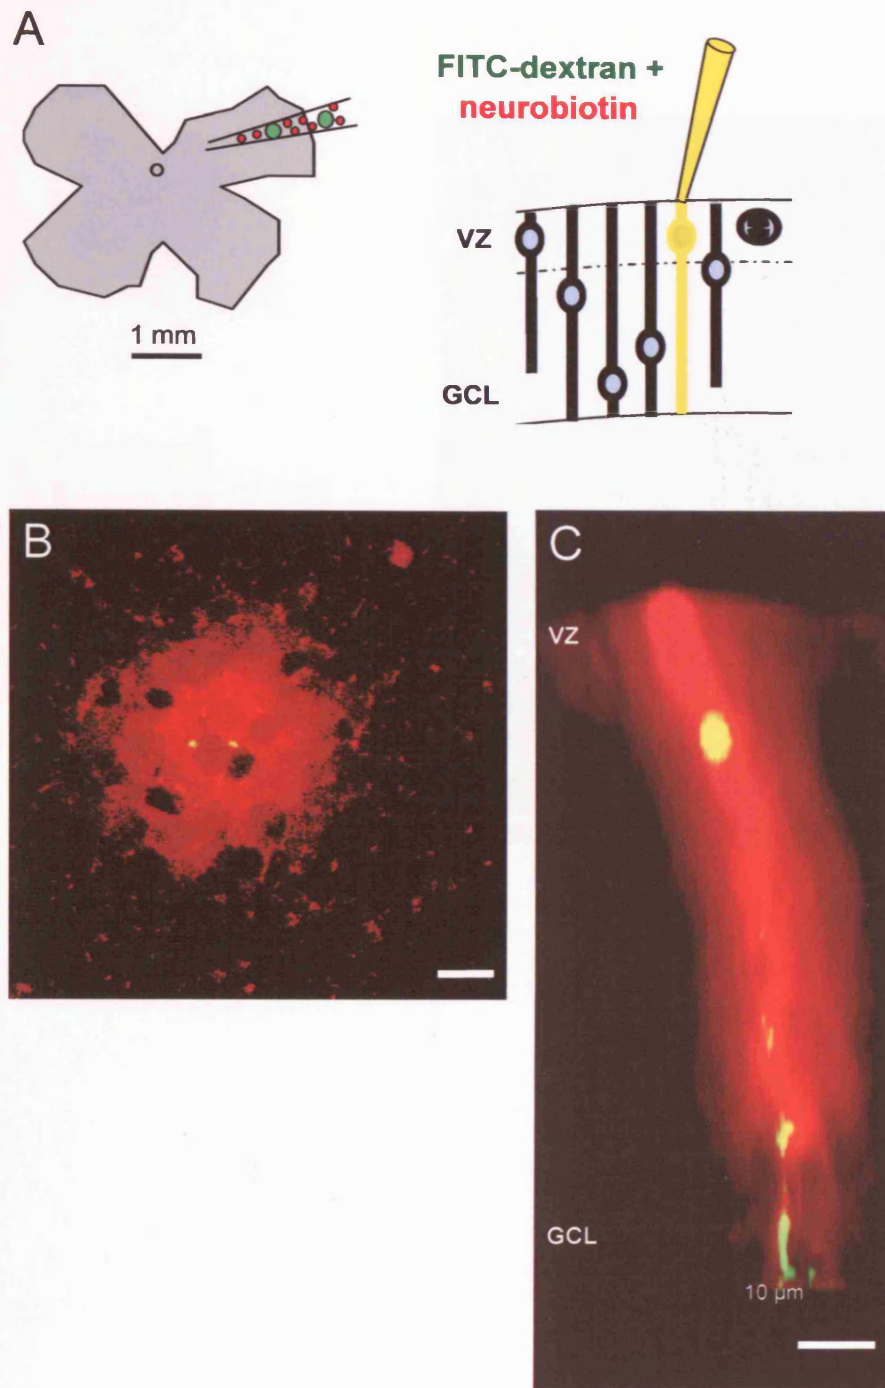 A
FITC-dextran +
neurobiotin
VZ
1 mm
GCL
B
C
VZ
GCL
10 µm